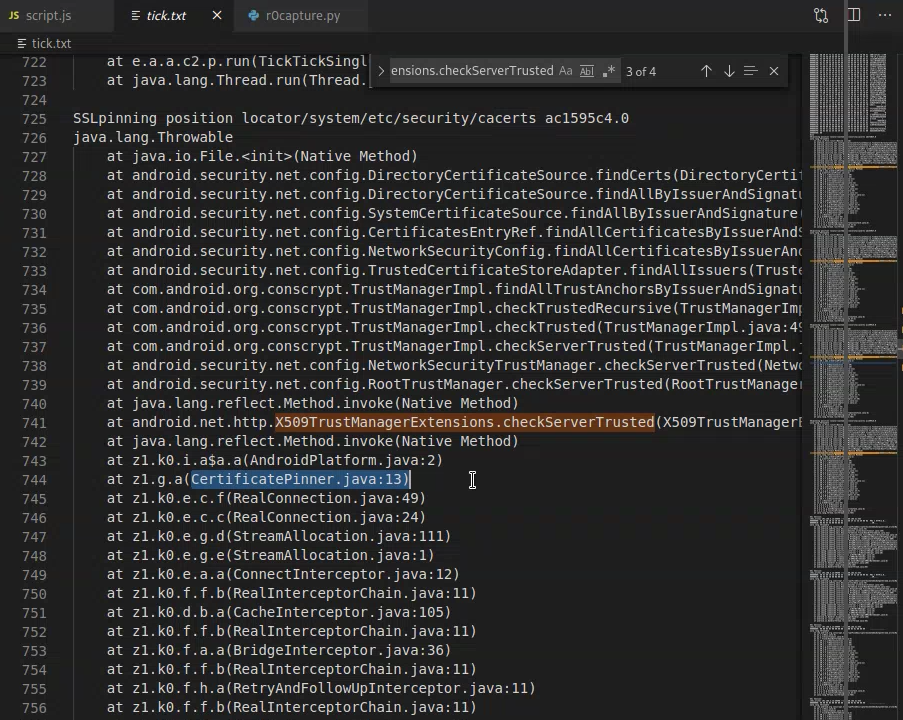 script.js
tick.txt
r0capture.py
tick.txt
ensions.checkServerTrusted
Aa
Ab
3 of 4
722 at e.a.a.c2.p.run(TickTickSingl
723 at java.lang.Thread.run(Thread.
724
725 SSLpinning position locator/system/etc/security/cacerts ac1595c4.0
726 java.lang.Throwable
727 at java.io.File.<init>(Native Method)
728 at android.security.net.config.DirectoryCertificateSource.findCerts(DirectoryCertif
729 at android.security.net.config.DirectoryCertificateSource.findAllByIssuerAndSignatu
730 at android.security.net.config.SystemCertificateSource.findAllByIssuerAndSignature(
731 at android.security.net.config.CertificatesEntryRef.findAllCertificatesByIssuerAndS
732 at android.security.net.config.NetworkSecurityConfig.findAllCertificatesByIssuerAnd
733 at android.security.net.config.TrustedCertificateStoreAdapter.findAllIssuers(Truste
734 at com.android.org.conscrypt.TrustManagerImpl.findAllTrustAnchorsByIssuerAndSignatu
735 at com.android.org.conscrypt.TrustManagerImpl.checkTrustedRecursive(TrustManagerImp
736 at com.android.org.conscrypt.TrustManagerImpl.checkTrusted(TrustManagerImpl.java:49
737 at com.android.org.conscrypt.TrustManagerImpl.checkServerTrusted(TrustManagerImpl.
738 at android.security.net.config.NetworkSecurityTrustManager.checkServerTrusted(Netwo
739 at android.security.net.config.RootTrustManager.checkServerTrusted(RootTrustManager
740 at java.lang.reflect.Method.invoke(Native Method)
741 at android.net.http.X509TrustManagerExtensions.checkServerTrusted(X509TrustManagerE
742 at java.lang.reflect.Method.invoke(Native Method)
743 at z1.k0.i.a$a.a(AndroidPlatform.java:2)
744 at z1.g.a(CertificatePinner.java:13)
745 at z1.k0.e.c.f(RealConnection.java:49)
746 at z1.k0.e.c.c(RealConnection.java:24)
747 at z1.k0.e.g.d(StreamAllocation.java:111)
748 at z1.k0.e.g.e(StreamAllocation.java:1)
749 at z1.k0.e.a.a(ConnectInterceptor.java:12)
750 at z1.k0.f.f.b(RealInterceptorChain.java:11)
751 at z1.k0.d.b.a(CacheInterceptor.java:105)
752 at z1.k0.f.f.b(RealInterceptorChain.java:11)
753 at z1.k0.f.a.a(BridgeInterceptor.java:36)
754 at z1.k0.f.f.b(RealInterceptorChain.java:11)
755 at z1.k0.f.h.a(RetryAndFollowUpInterceptor.java:11)
756 at z1.k0.f.f.b(RealInterceptorChain.java:11)